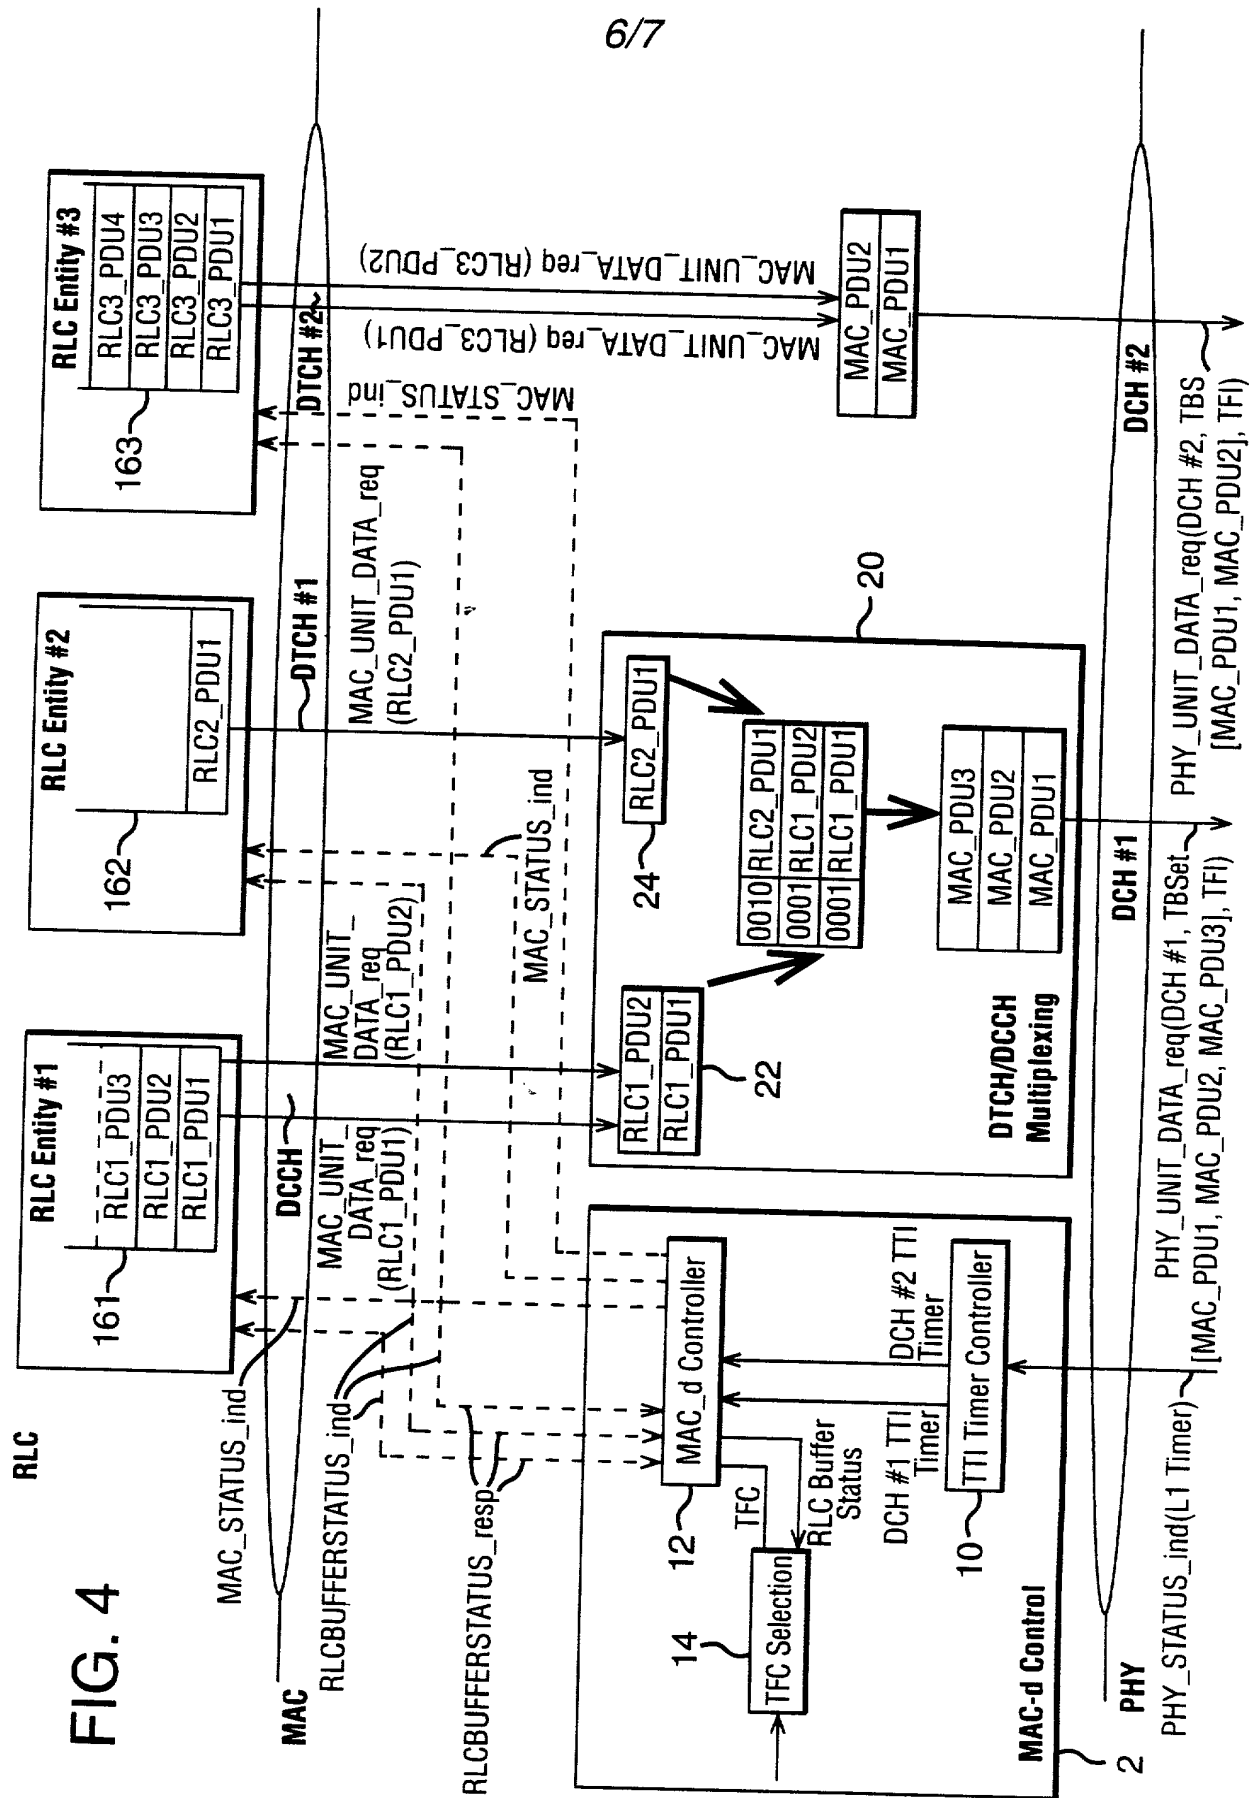 6/7
FIG. 4
RLC
RLC Entity #1
RLC1_PDU3
RLC1_PDU2
RLC1_PDU1
161
RLC Entity #2
RLC2_PDU1
162
RLC Entity #3
RLC3_PDU4
RLC3_PDU3
RLC3_PDU2
RLC3_PDU1
163
MAC
MAC_STATUS_ind
DCCH
DTCH #1
DTCH #2
RLCBUFFERSTATUS_ind
RLCBUFFERSTATUS_resp
MAC_UNIT_
DATA_req
(RLC1_PDU1)
MAC_UNIT_
DATA_req
(RLC1_PDU2)
MAC_STATUS_ind
MAC_UNIT_DATA_req
(RLC2_PDU1)
MAC_STATUS_ind
MAC_UNIT_DATA_req (RLC3_PDU1)
MAC_UNIT_DATA_req (RLC3_PDU2)
MAC_d Controller
12
TFC
RLC Buffer
Status
TFC Selection
14
DCH #1 TTI
Timer
DCH #2 TTI
Timer
TTI Timer Controller
10
MAC-d Control
2
RLC1_PDU2
RLC1_PDU1
22
RLC2_PDU1
24
0010 RLC2_PDU1
0001 RLC1_PDU2
0001 RLC1_PDU1
MAC_PDU3
MAC_PDU2
MAC_PDU1
DTCH/DCCH
Multiplexing
20
MAC_PDU2
MAC_PDU1
PHY
DCH #1
DCH #2
PHY_STATUS_ind(L1 Timer)
PHY_UNIT_DATA_req(DCH #1, TBSet
[MAC_PDU1, MAC_PDU2, MAC_PDU3], TFI)
PHY_UNIT_DATA_req(DCH #2, TBS
[MAC_PDU1, MAC_PDU2], TFI)